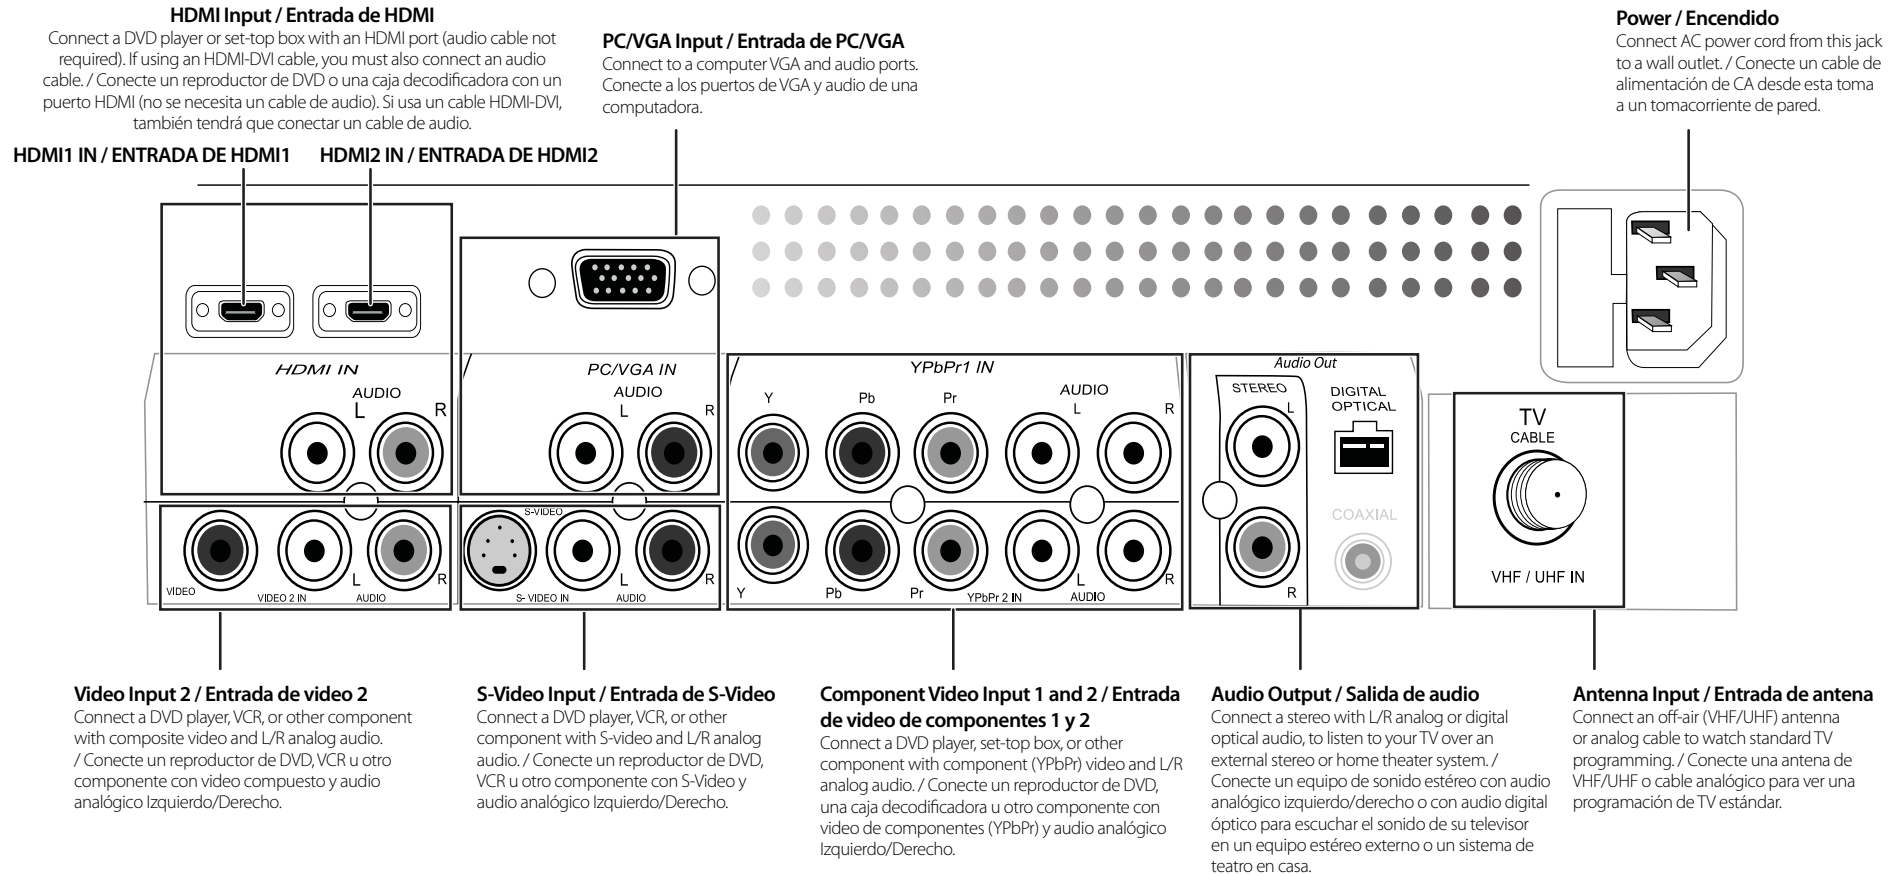 HDMI Input / Entrada de HDMI
Connect a DVD player or set-top box with an HDMI port (audio cable not
required). If using an HDMI-DVI cable, you must also connect an audio
cable. / Conecte un reproductor de DVD o una caja decodificadora con un
puerto HDMI (no se necesita un cable de audio). Si usa un cable HDMI-DVI,
también tendrá que conectar un cable de audio.
HDMI1 IN / ENTRADA DE HDMI1
HDMI2 IN / ENTRADA DE HDMI2
PC/VGA Input / Entrada de PC/VGA
Connect to a computer VGA and audio ports.
Conecte a los puertos de VGA y audio de una
computadora.
Power / Encendido
Connect AC power cord from this jack
to a wall outlet. / Conecte un cable de
alimentación de CA desde esta toma
a un tomacorriente de pared.
HDMI IN
AUDIO
L
R
PC/VGA IN
AUDIO
L
R
YPbPr1 IN
Y
Pb
Pr
AUDIO
L
R
Audio Out
STEREO
L
DIGITAL
OPTICAL
COAXIAL
R
TV
CABLE
VHF / UHF IN
VIDEO
VIDEO 2 IN
L
AUDIO
R
S-VIDEO
S- VIDEO IN
L
AUDIO
R
Y
Pb
Pr
YPbPr 2 IN
L
AUDIO
R
Video Input 2 / Entrada de video 2
Connect a DVD player, VCR, or other component
with composite video and L/R analog audio.
/ Conecte un reproductor de DVD, VCR u otro
componente con video compuesto y audio
analógico Izquierdo/Derecho.
S-Video Input / Entrada de S-Video
Connect a DVD player, VCR, or other
component with S-video and L/R analog
audio. / Conecte un reproductor de DVD,
VCR u otro componente con S-Video y
audio analógico Izquierdo/Derecho.
Component Video Input 1 and 2 / Entrada
de video de componentes 1 y 2
Connect a DVD player, set-top box, or other
component with component (YPbPr) video and L/R
analog audio. / Conecte un reproductor de DVD,
una caja decodificadora u otro componente con
video de componentes (YPbPr) y audio analógico
Izquierdo/Derecho.
Audio Output / Salida de audio
Connect a stereo with L/R analog or digital
optical audio, to listen to your TV over an
external stereo or home theater system. /
Conecte un equipo de sonido estéreo con audio
analógico izquierdo/derecho o con audio digital
óptico para escuchar el sonido de su televisor
en un equipo estéreo externo o un sistema de
teatro en casa.
Antenna Input / Entrada de antena
Connect an off-air (VHF/UHF) antenna
or analog cable to watch standard TV
programming. / Conecte una antena de
VHF/UHF o cable analógico para ver una
programación de TV estándar.